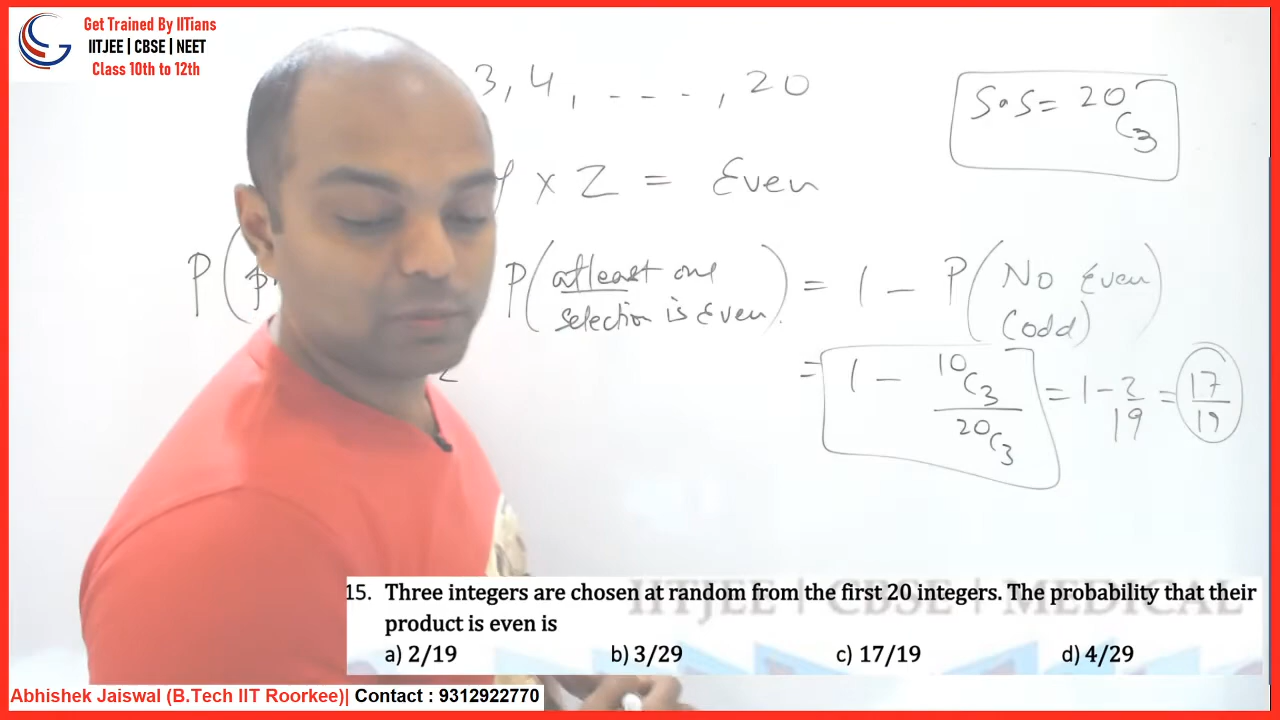 Get Trained By IITians
IITJEE | CBSE | NEET
Class 10th to 12th
3, 4, - - - ., 20
S.S = 20C3
x Z = Even
P( P( atleast one selection is Even. ) = 1 - P( No Even (odd) )
= 1 - 10C3 / 20C3 = 1 - 2/19 = 17/19
IITJEE | CBSE | MEDICAL
15. Three integers are chosen at random from the first 20 integers. The probability that their
product is even is
a) 2/19 b) 3/29 c) 17/19 d) 4/29
Abhishek Jaiswal (B.Tech IIT Roorkee)| Contact : 9312922770